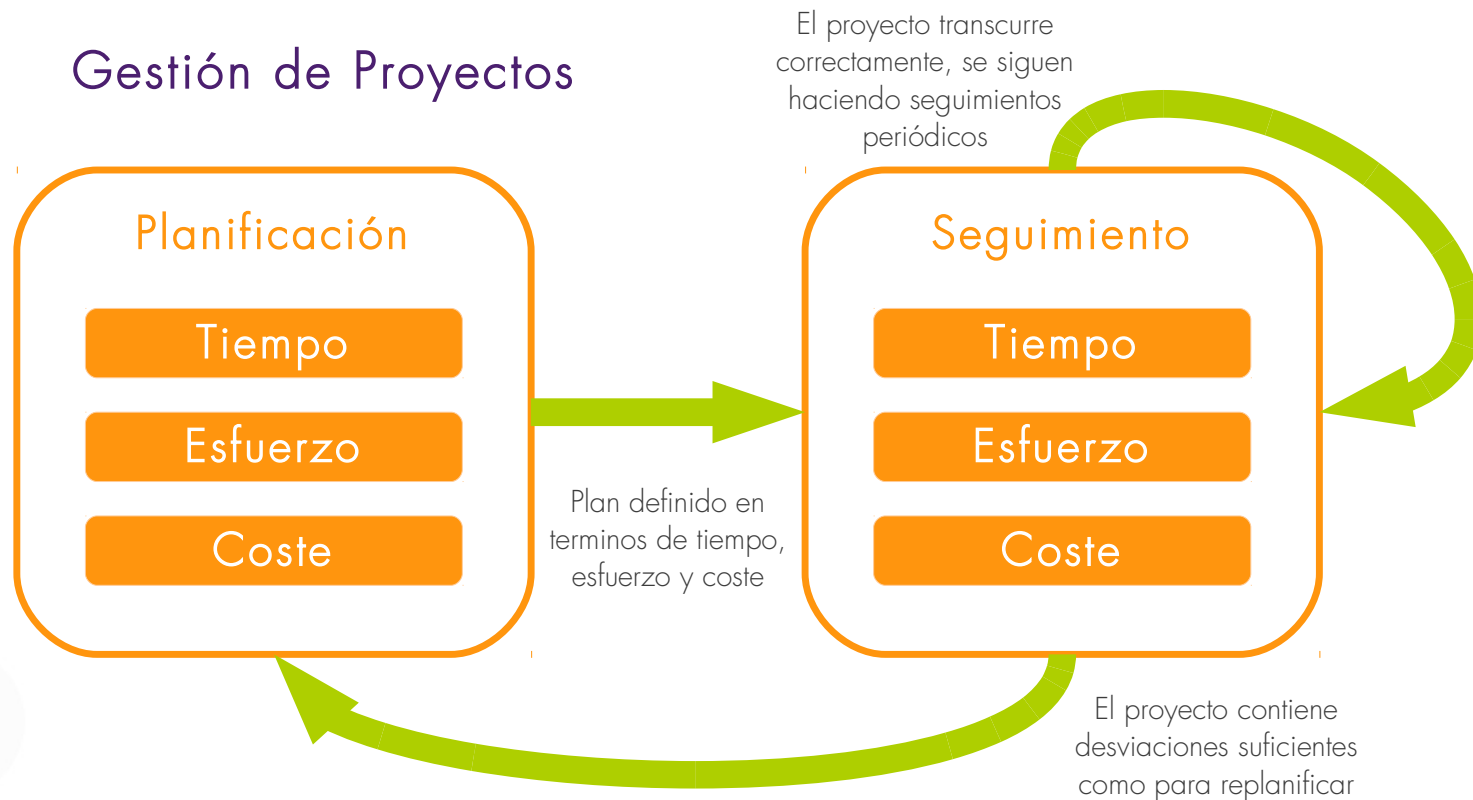 Gestión de Proyectos
El proyecto transcurre
correctamente, se siguen
haciendo seguimientos
periódicos
Planificación
Tiempo
Esfuerzo
Coste
Plan definido en
terminos de tiempo,
esfuerzo y coste
Seguimiento
Tiempo
Esfuerzo
Coste
El proyecto contiene
desviaciones suficientes
como para replanificar